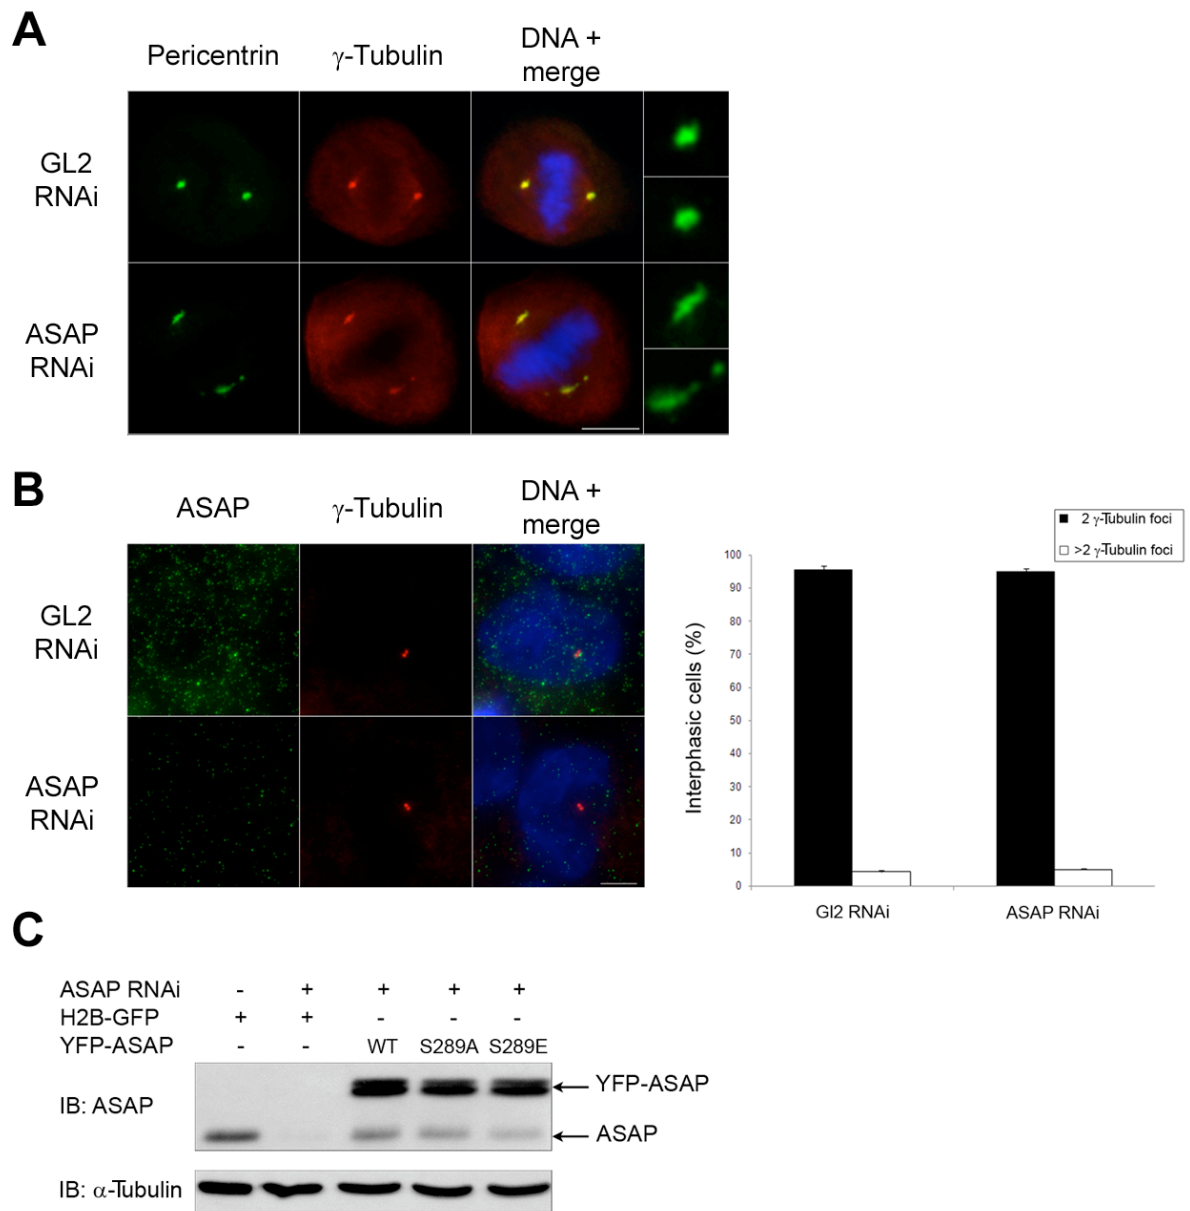 A
Pericentrin
γ-Tubulin
DNA +
merge
GL2
RNAi
ASAP
RNAi
B
ASAP
γ-Tubulin
DNA +
merge
GL2
RNAi
ASAP
RNAi
2 γ-Tubulin foci
>2 γ-Tubulin foci
Interphasic cells (%)
100
90
80
70
60
50
40
30
20
10
0
Gl2 RNAi
ASAP RNAi
C
ASAP RNAi - + + + +
H2B-GFP + + - - -
YFP-ASAP - - WT S289A S289E
IB: ASAP
YFP-ASAP
ASAP
IB: α-Tubulin